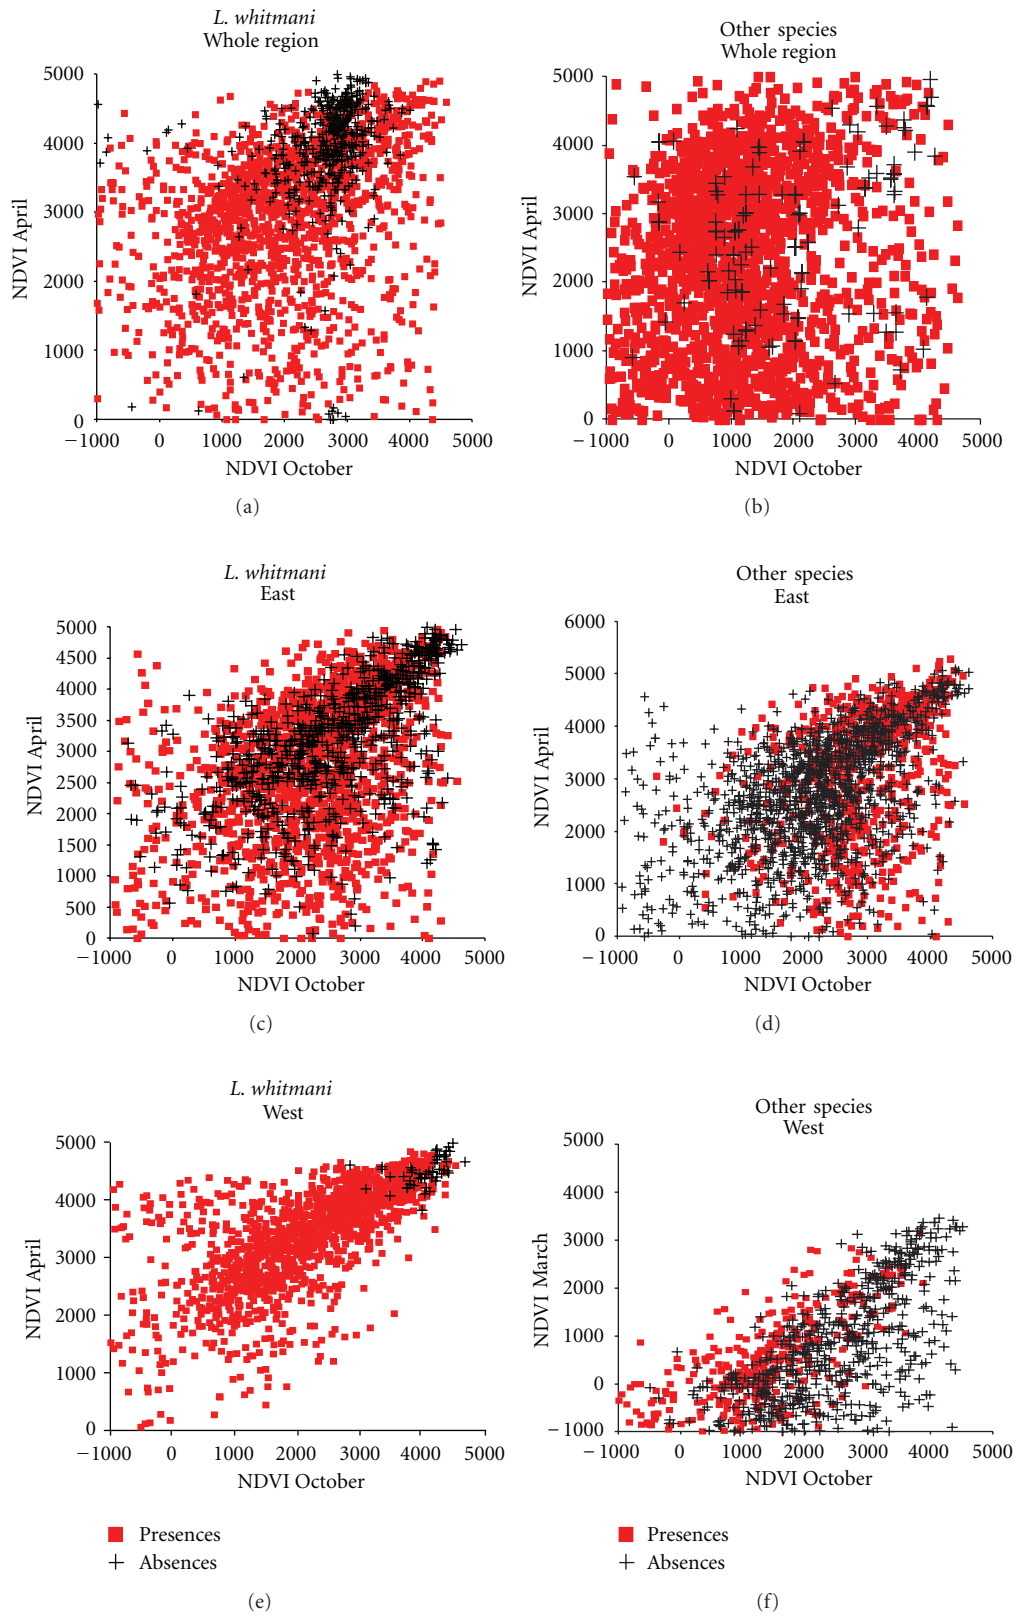 L. whitmani
Whole region
5000
4000
3000
2000
1000
0
NDVI April
−1000 0 1000 2000 3000 4000 5000
NDVI October
(a)
Other species
Whole region
5000
4000
3000
2000
1000
0
NDVI April
−1000 0 1000 2000 3000 4000 5000
NDVI October
(b)
L. whitmani
East
5000
4500
4000
3500
3000
2500
2000
1500
1000
500
0
NDVI April
−1000 0 1000 2000 3000 4000 5000
NDVI October
(c)
Other species
East
6000
5000
4000
3000
2000
1000
0
NDVI April
−1000 0 1000 2000 3000 4000 5000
NDVI October
(d)
L. whitmani
West
5000
4000
3000
2000
1000
0
NDVI April
−1000 0 1000 2000 3000 4000 5000
NDVI October
Presences
Absences
(e)
Other species
West
5000
4000
3000
2000
1000
0
−1000
NDVI March
−1000 0 1000 2000 3000 4000 5000
NDVI October
Presences
Absences
(f)